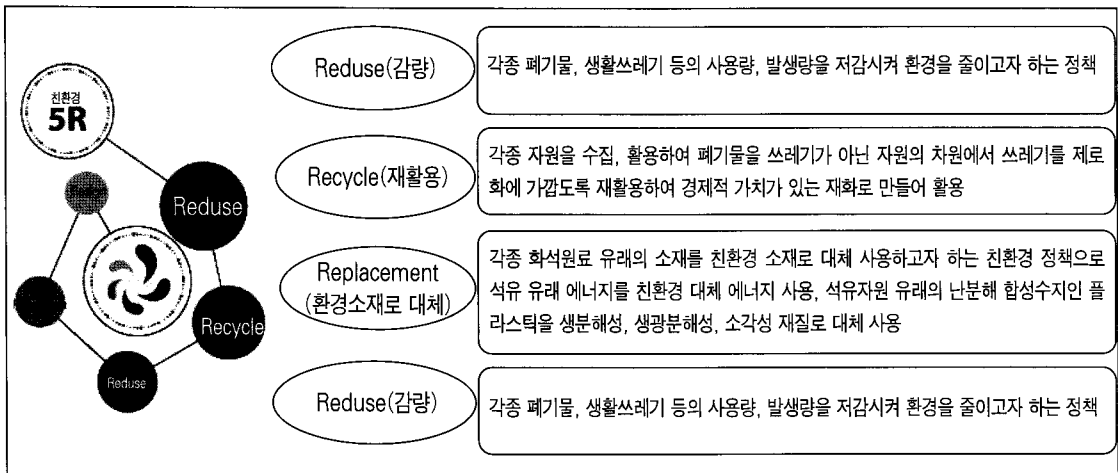 친환경
5R
Reduse
Recycle
Reduse
Reduse(감량)
각종 폐기물, 생활쓰레기 등의 사용량, 발생량을 저감시켜 환경을 줄이고자 하는 정책
Recycle(재활용)
각종 자원을 수집, 활용하여 폐기물을 쓰레기가 아닌 자원의 차원에서 쓰레기를 제로
화에 가깝도록 재활용하여 경제적 가치가 있는 재화로 만들어 활용
Replacement
(환경소재로 대체)
각종 화석원료 유래의 소재를 친환경 소재로 대체 사용하고자 하는 친환경 정책으로
석유 유래 에너지를 친환경 대체 에너지 사용, 석유자원 유래의 난분해 합성수지인 플
라스틱을 생분해성, 생광분해성, 소각성 재질로 대체 사용
Reduse(감량)
각종 폐기물, 생활쓰레기 등의 사용량, 발생량을 저감시켜 환경을 줄이고자 하는 정책